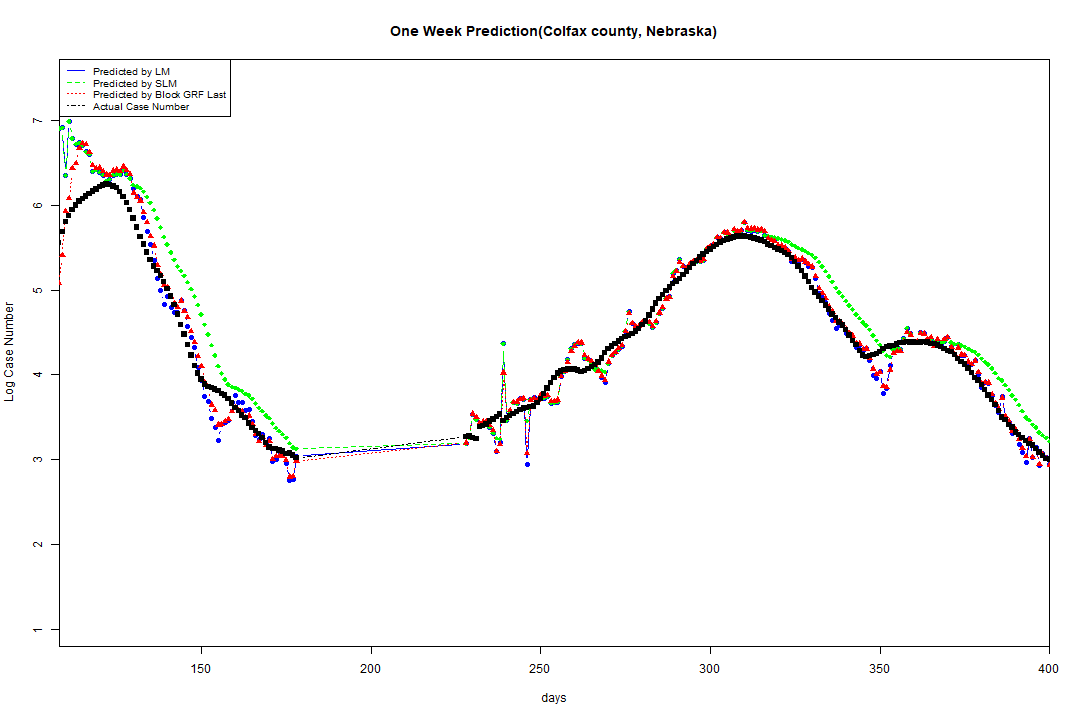 One Week Prediction(Colfax county, Nebraska)
Predicted by LM
Predicted by SLM
Predicted by Block GRF Last
Actual Case Number
Log Case Number
7
6
5
4
3
2
1
150 200 250 300 350 400
days